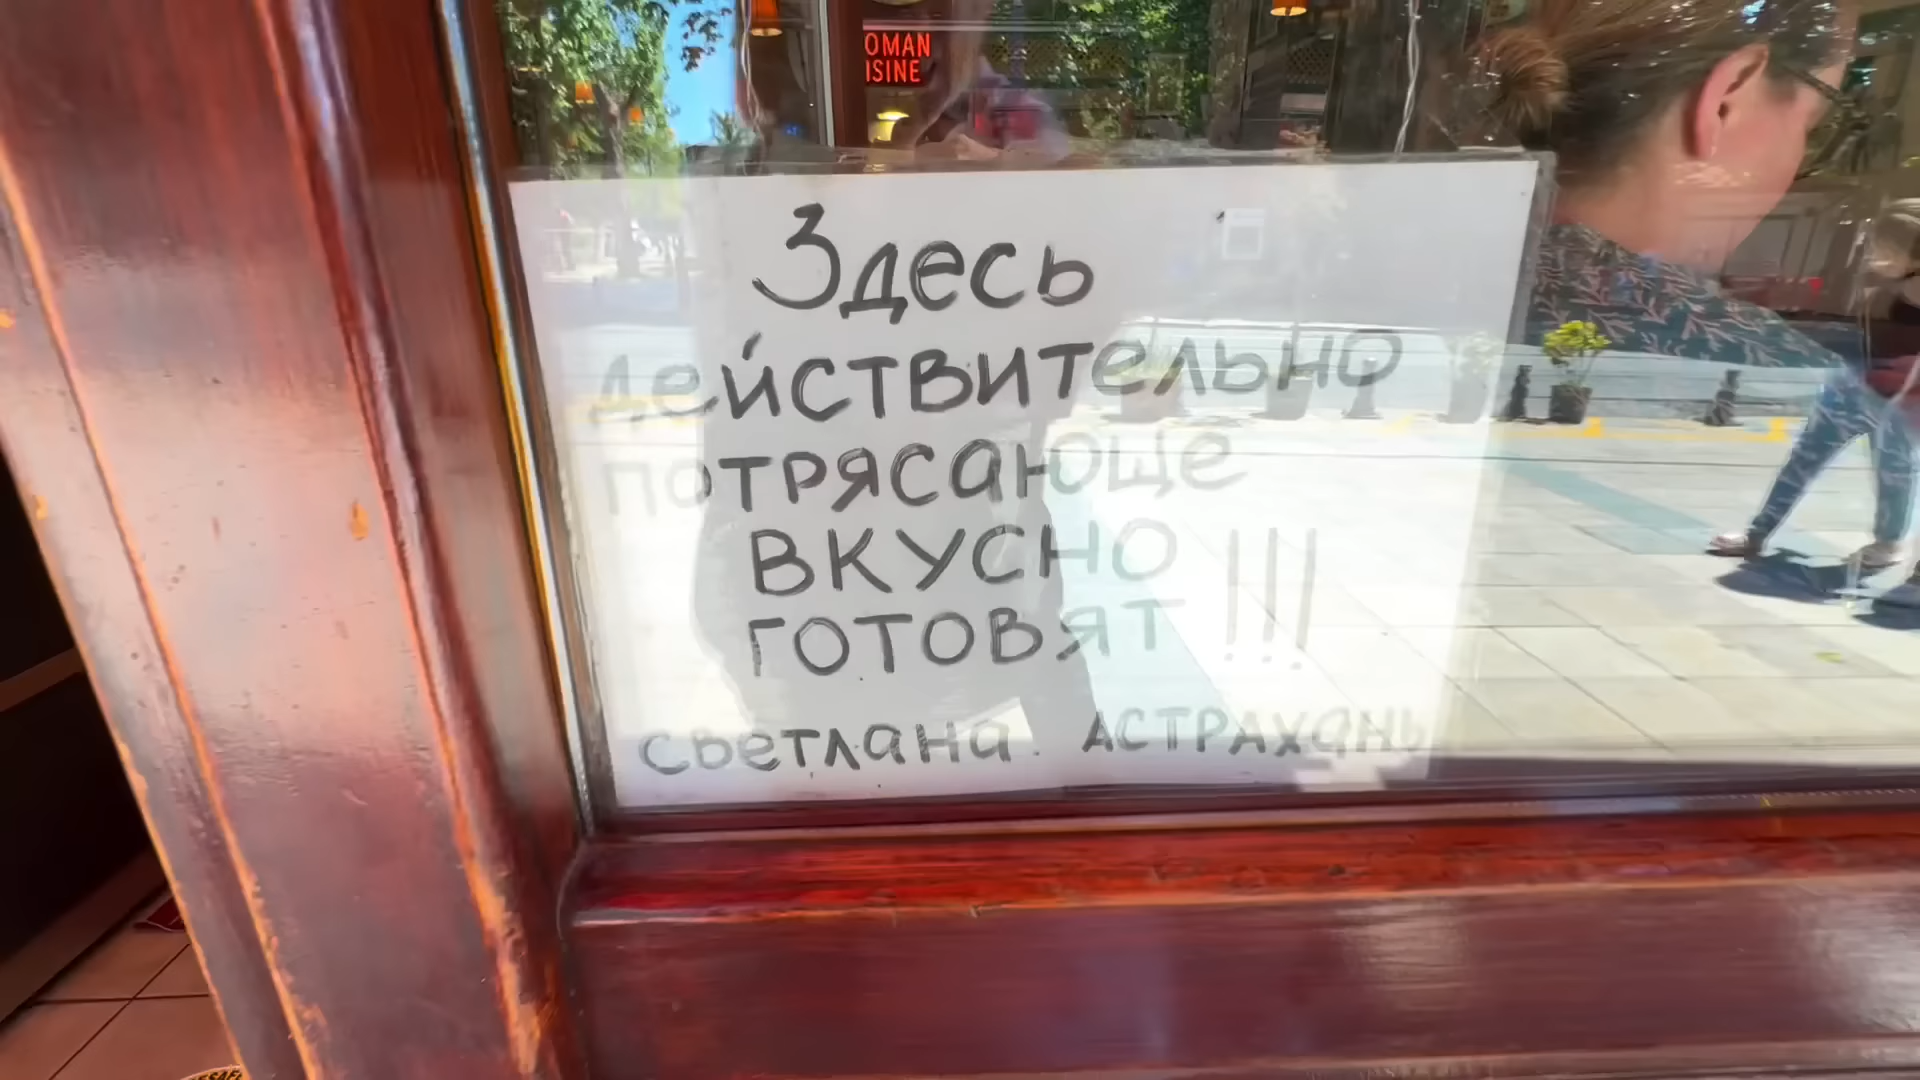 OMAN
ISINE
Здесь
действительно
потрясающе
вкусно
готовят !!!
светлана. АСТРАХАНЬ